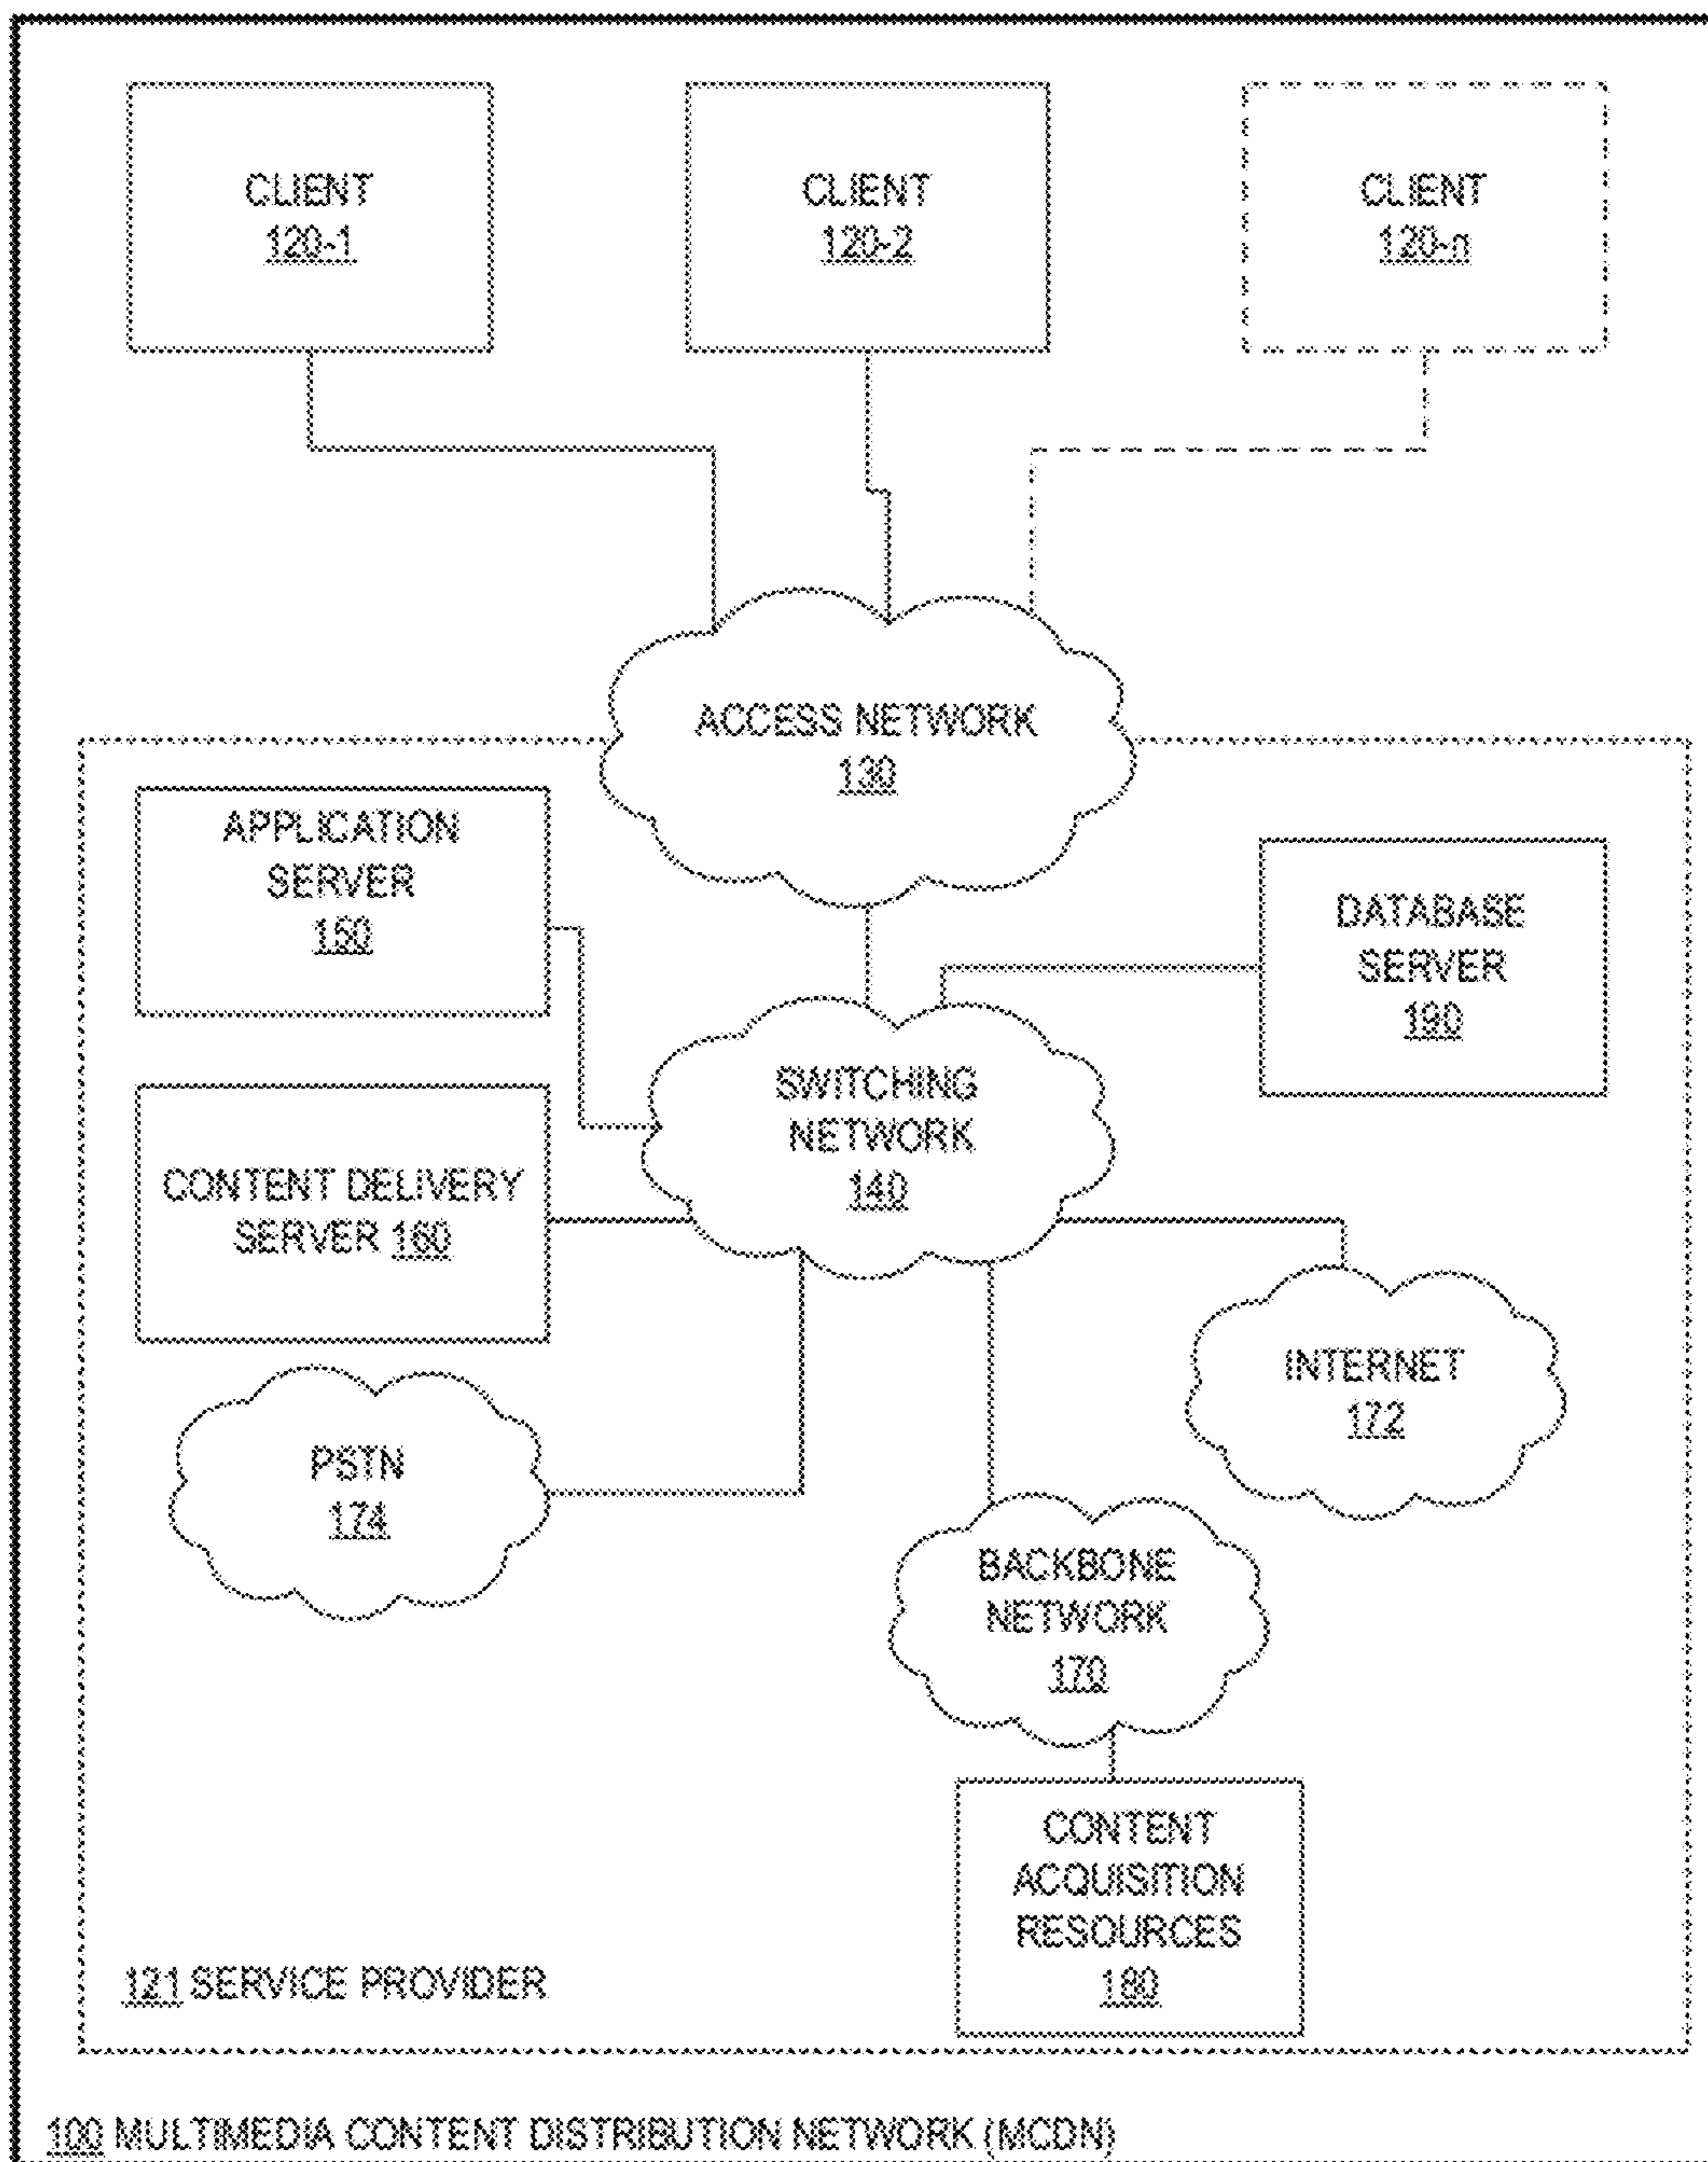 CLIENT
120-1
CLIENT
120-2
CLIENT
120-n
ACCESS NETWORK
130
APPLICATION
SERVER
150
DATABASE
SERVER
190
SWITCHING
NETWORK
140
CONTENT DELIVERY
SERVER 160
INTERNET
172
PSTN
174
BACKBONE
NETWORK
170
CONTENT
ACQUISITION
RESOURCES
180
121 SERVICE PROVIDER
100 MULTIMEDIA CONTENT DISTRIBUTION NETWORK (MCDN)